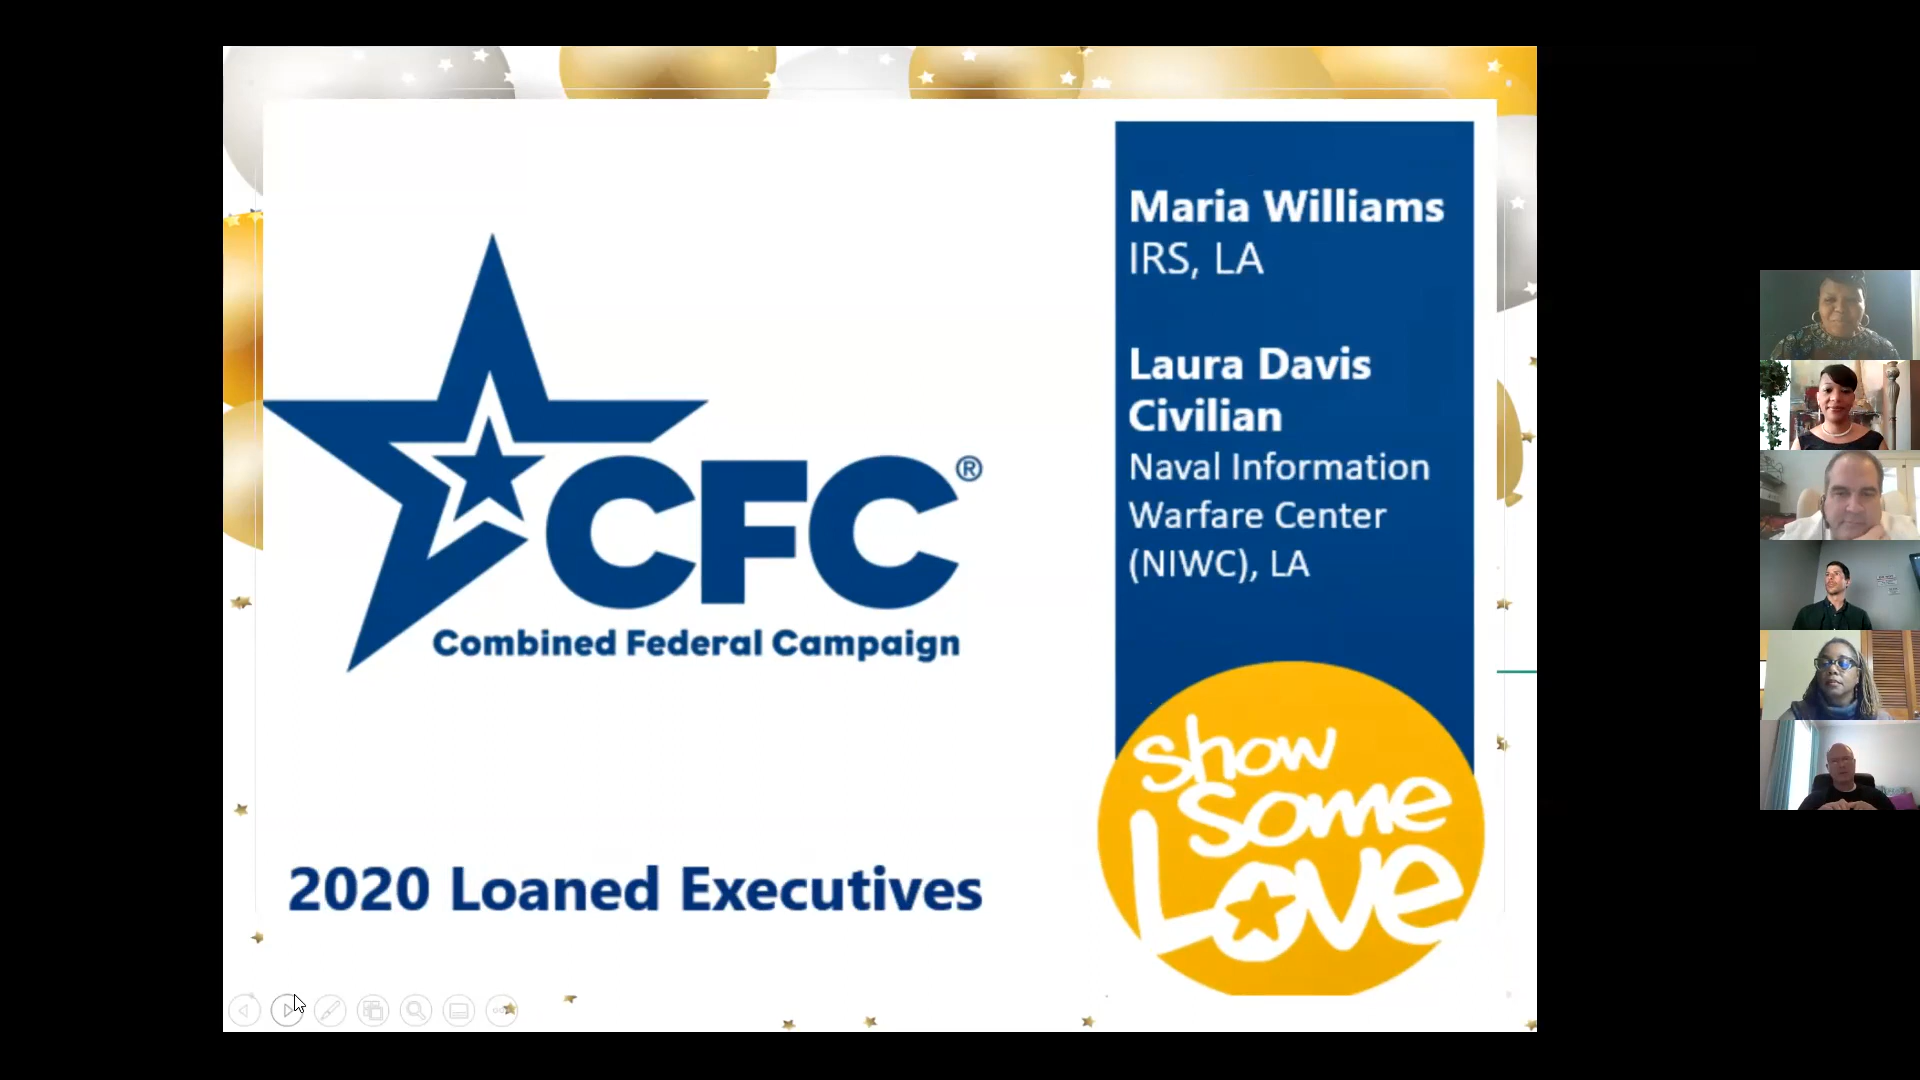 Maria Williams
IRS, LA
Laura Davis
Civilian
Naval Information
Warfare Center
(NIWC), LA
CFC®
Combined Federal Campaign
show
some
Love
2020 Loaned Executives